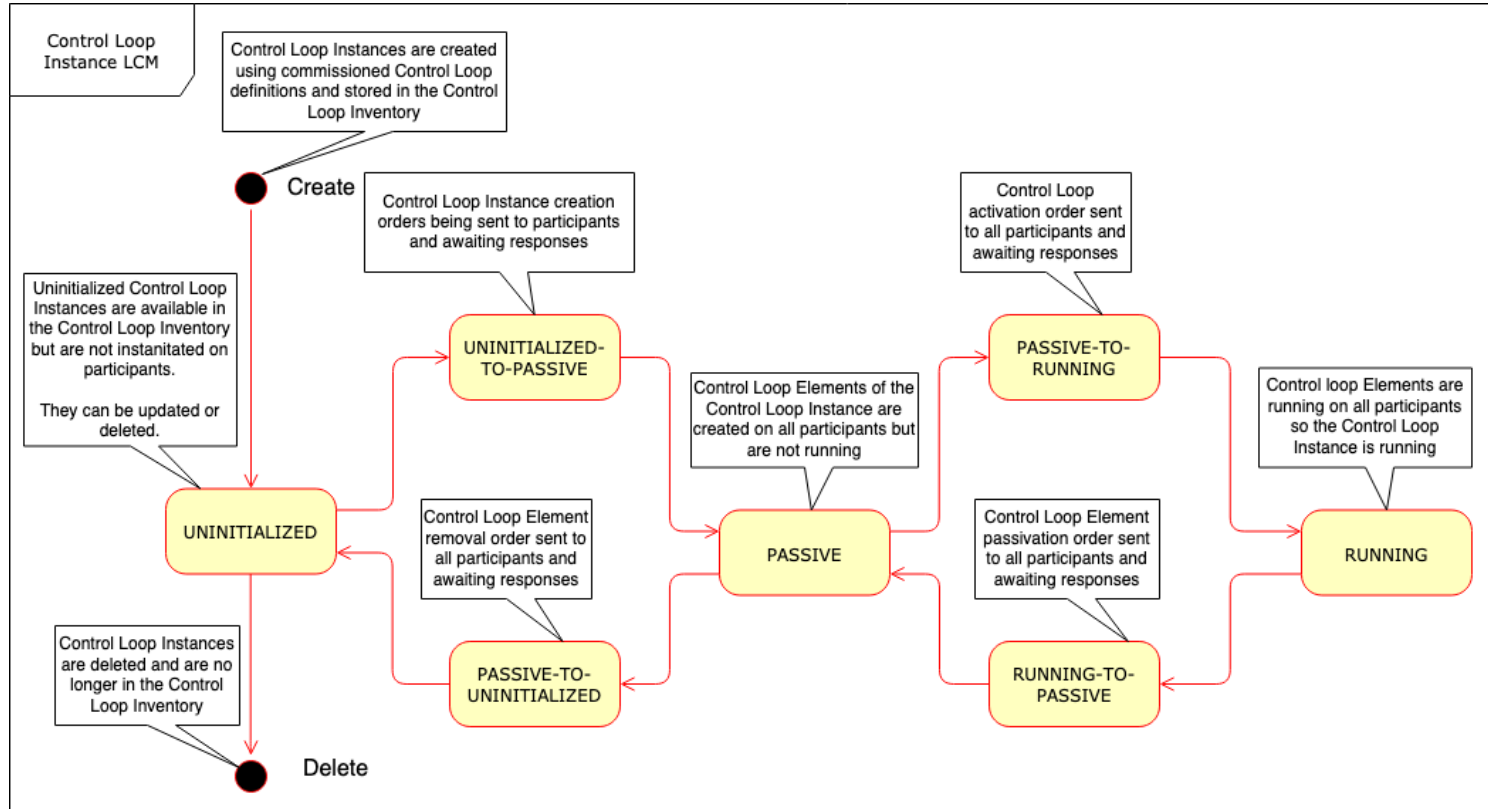 Control Loop
Instance LCM
Control Loop Instances are created
using commissioned Control Loop
definitions and stored in the Control
Loop Inventory
Create
Control Loop Instance creation
orders being sent to participants
and awaiting responses
Control Loop
activation order sent
to all participants and
awaiting responses
Uninitialized Control Loop
Instances are available in
the Control Loop Inventory
but are not instanitated on
participants.
They can be updated or
deleted.
UNINITIALIZED-
TO-PASSIVE
PASSIVE-TO-
RUNNING
Control Loop Elements of the
Control Loop Instance are
created on all participants but
are not running
Control loop Elements are
running on all participants
so the Control Loop
Instance is running
UNINITIALIZED
Control Loop Element
removal order sent to
all participants and
awaiting responses
PASSIVE
Control Loop Element
passivation order sent
to all participants and
awaiting responses
RUNNING
Control Loop Instances
are deleted and are no
longer in the Control
Loop Inventory
PASSIVE-TO-
UNINITIALIZED
RUNNING-TO-
PASSIVE
Delete